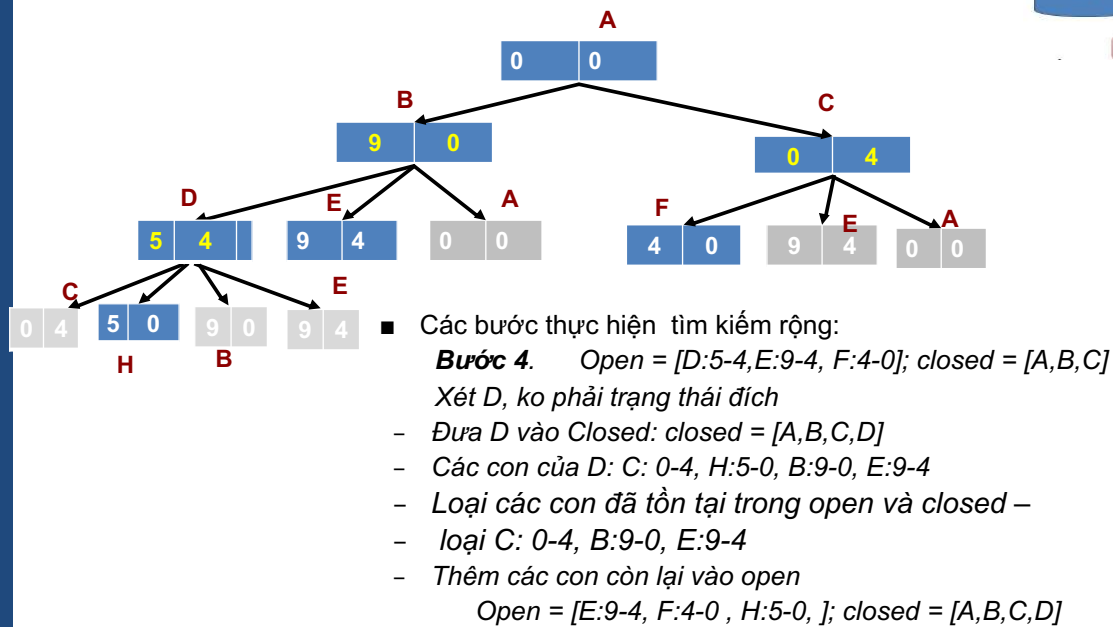 A
0 0
B
C
9 0
0 4
D
E
A
F
E
A
5 4
9 4
0 0
4 0
9 4
0 0
C
E
0 4
5 0
9 0
9 4
H
B
■ Các bước thực hiện tìm kiếm rộng:
Bước 4. Open = [D:5-4,E:9-4, F:4-0]; closed = [A,B,C]
Xét D, ko phải trạng thái đích
– Đưa D vào Closed: closed = [A,B,C,D]
– Các con của D: C: 0-4, H:5-0, B:9-0, E:9-4
– Loại các con đã tồn tại trong open và closed –
– loại C: 0-4, B:9-0, E:9-4
– Thêm các con còn lại vào open
Open = [E:9-4, F:4-0 , H:5-0, ]; closed = [A,B,C,D]